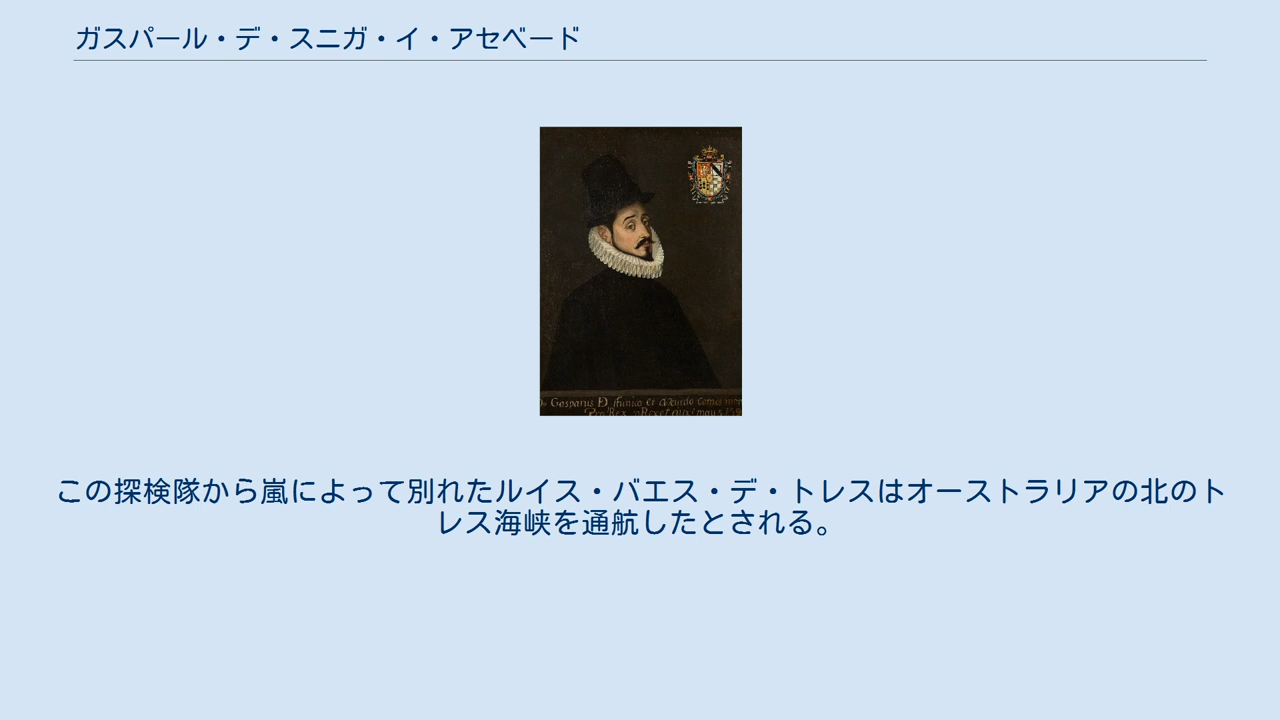 ガスパール・デ・スニガ・イ・アセベード
Gasparus Ð
et
Comes
この探検隊から嵐によって別れたルイス・バエス・デ・トレスはオーストラリアの北のト
レス海峡を通航したとされる。